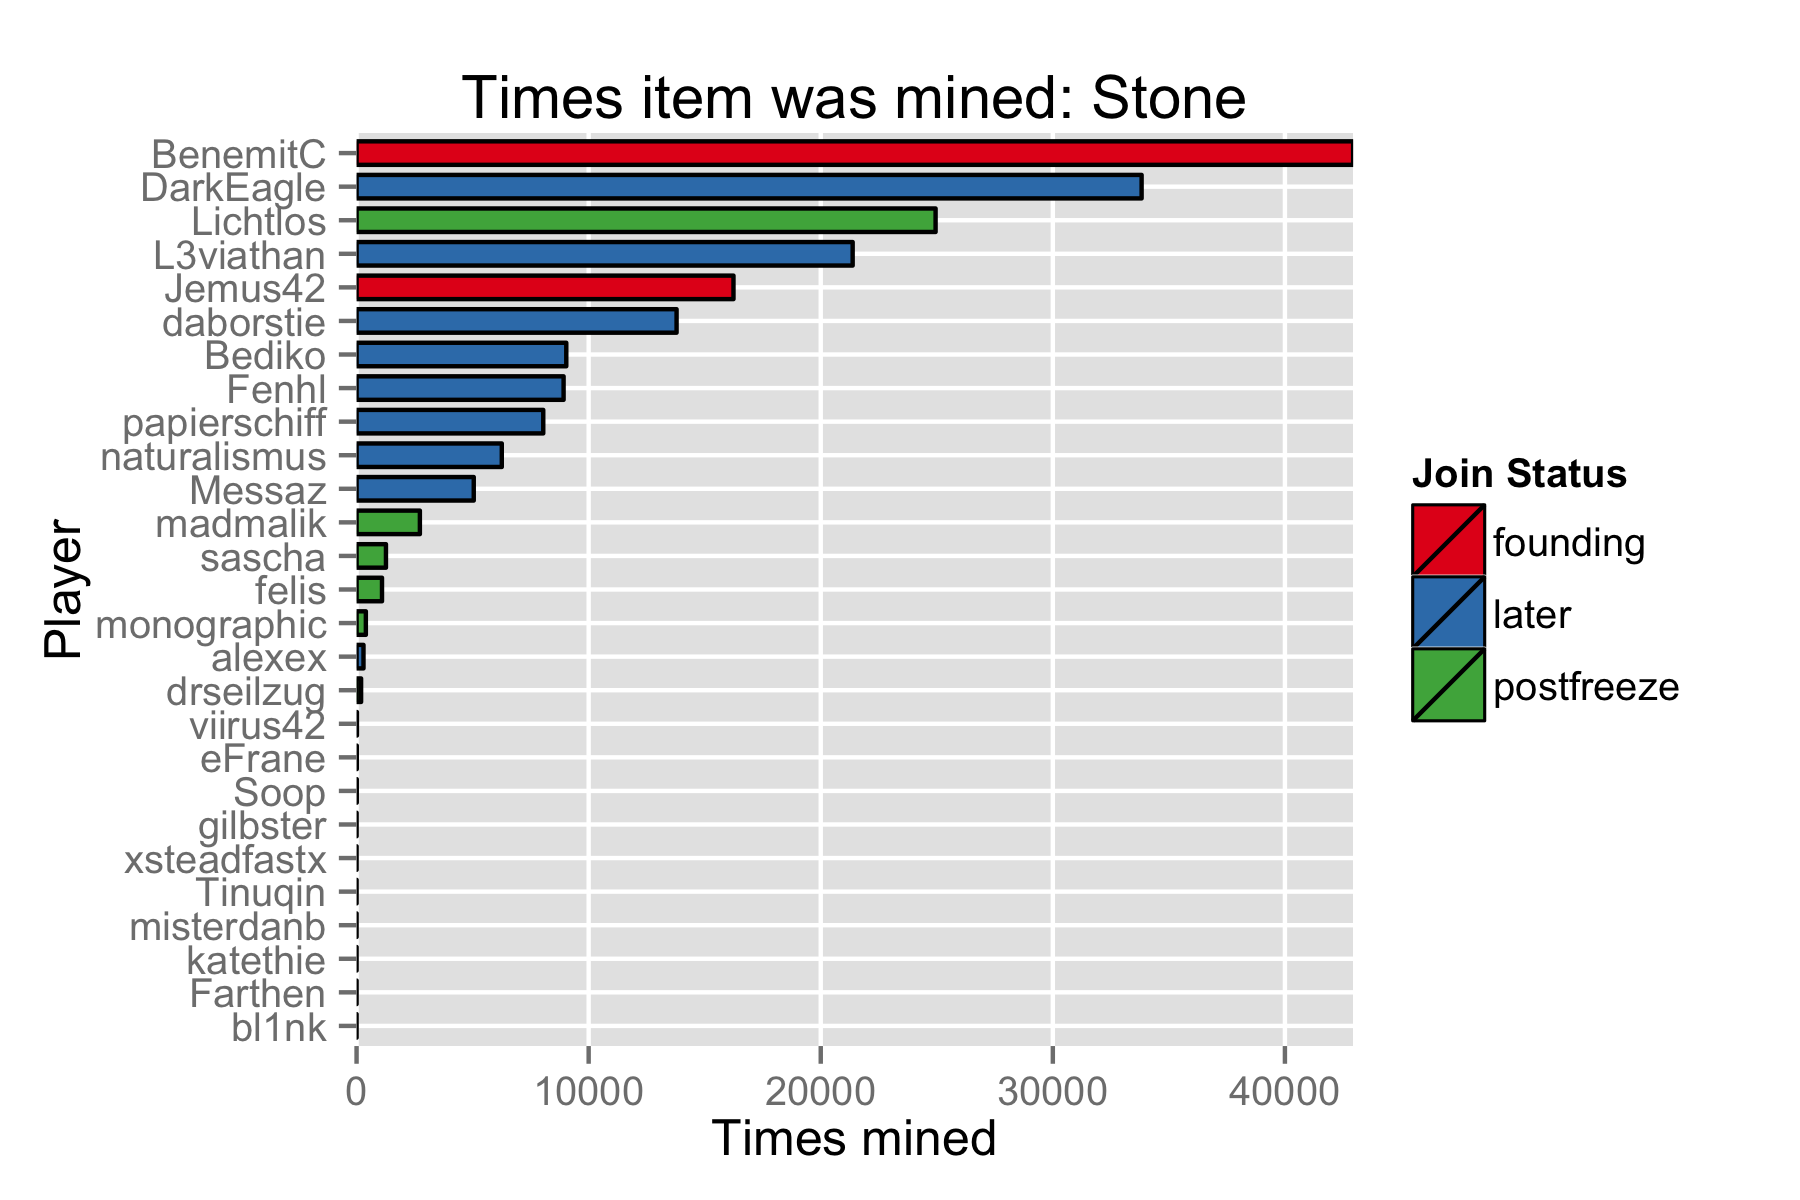 Times item was mined: Stone
BenemitC
DarkEagle
Lichtlos
L3viathan
Jemus42
daborstie
Bediko
Fenhl
papierschiff
naturalismus
Messaz
madmalik
sascha
felis
monographic
alexex
drseilzug
viirus42
eFrane
Soop
gilbster
xsteadfastx
Tinuqin
misterdanb
katethie
Farthen
bl1nk
Player
0 10000 20000 30000 40000
Times mined
Join Status
founding
later
postfreeze